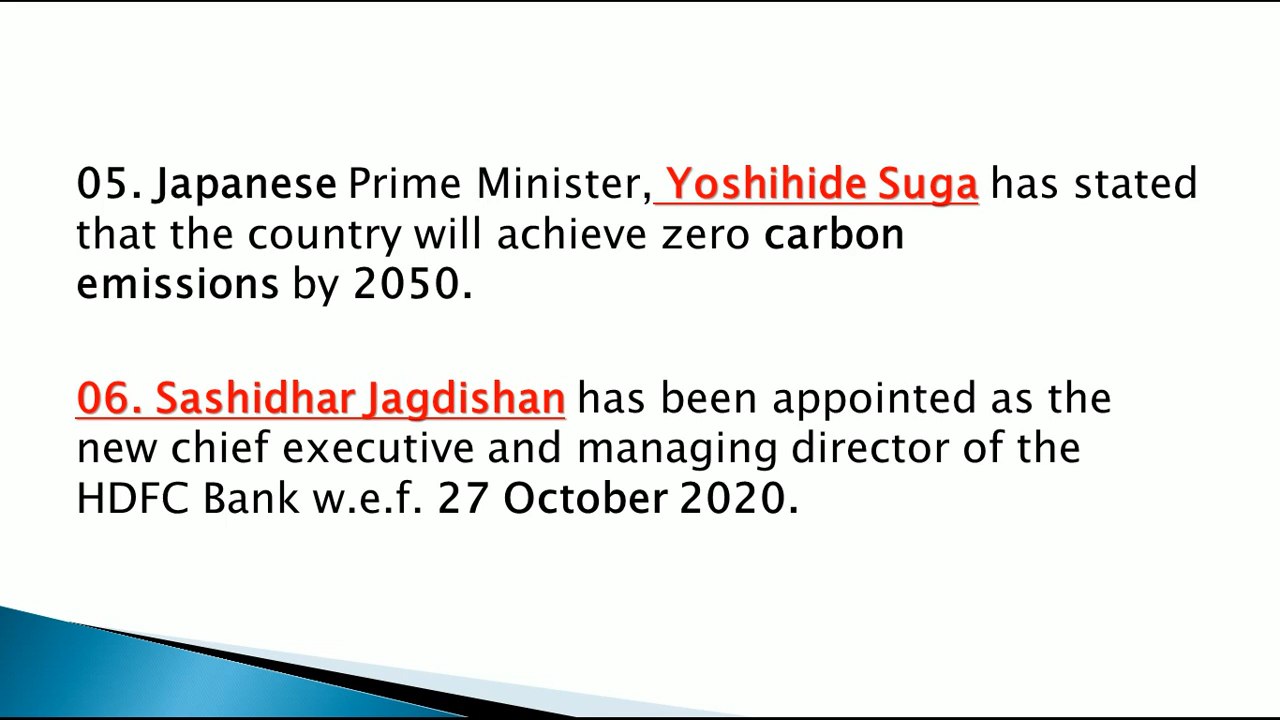 05. Japanese Prime Minister, Yoshihide Suga has stated
that the country will achieve zero carbon
emissions by 2050.
06. Sashidhar Jagdishan has been appointed as the
new chief executive and managing director of the
HDFC Bank w.e.f. 27 October 2020.